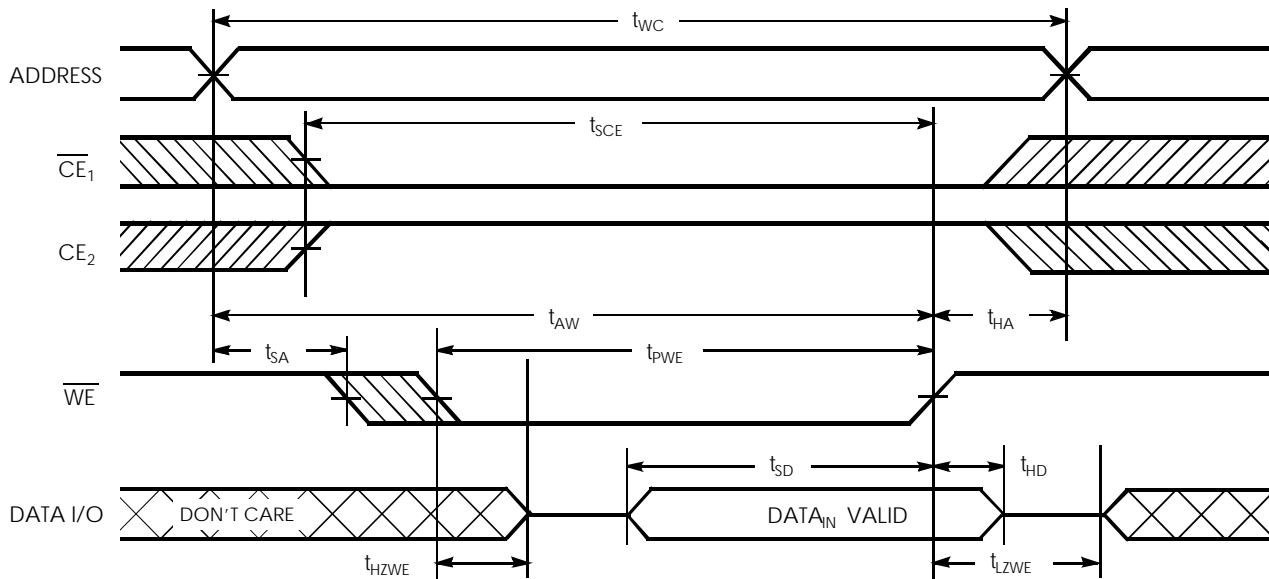 tWC
ADDRESS
tSCE
CE1
CE2
tAW
tHA
tSA
tPWE
WE
tSD
tHD
DATA I/O
DON'T CARE
DATAIN VALID
tHZWE
tLZWE